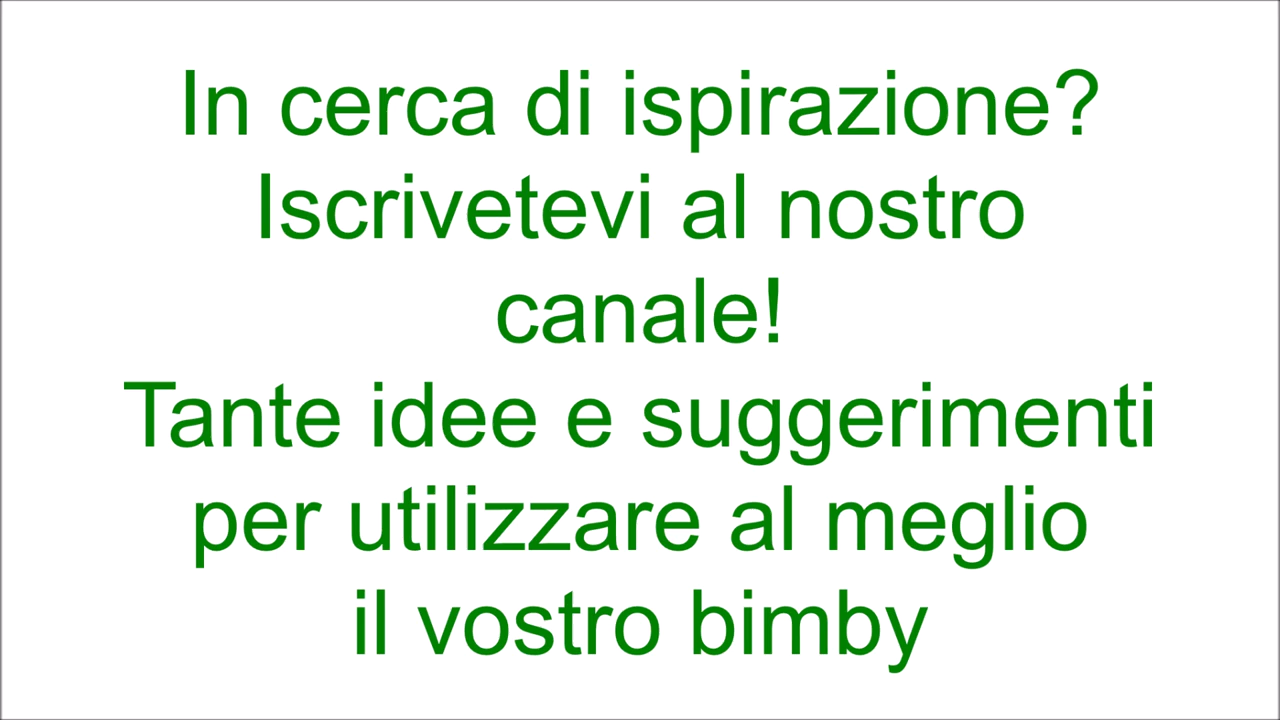 In cerca di ispirazione?
Iscrivetevi al nostro
canale!
Tante idee e suggerimenti
per utilizzare al meglio
il vostro bimby